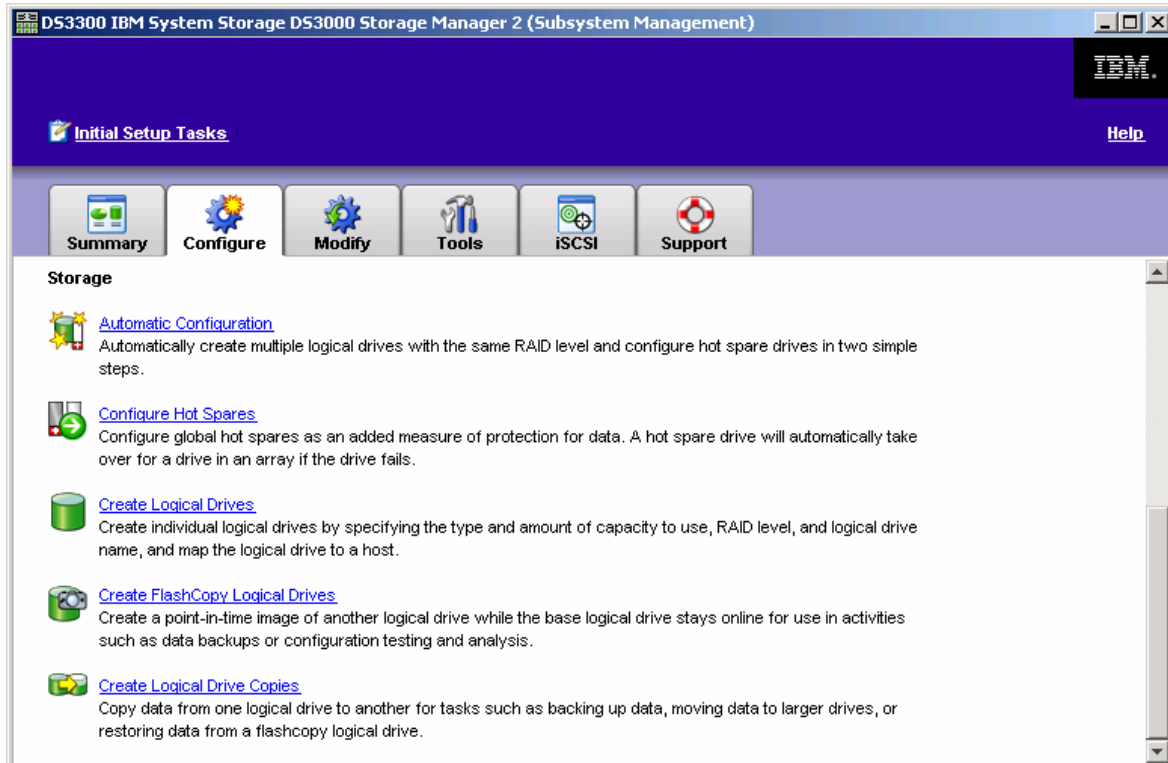 DS3300 IBM System Storage DS3000 Storage Manager 2 (Subsystem Management)
IBM.
Initial Setup Tasks
Help
Summary
Configure
Modify
Tools
iSCSI
Support
Storage
Automatic Configuration
Automatically create multiple logical drives with the same RAID level and configure hot spare drives in two simple
steps.
Configure Hot Spares
Configure global hot spares as an added measure of protection for data. A hot spare drive will automatically take
over for a drive in an array if the drive fails.
Create Logical Drives
Create individual logical drives by specifying the type and amount of capacity to use, RAID level, and logical drive
name, and map the logical drive to a host.
Create FlashCopy Logical Drives
Create a point-in-time image of another logical drive while the base logical drive stays online for use in activities
such as data backups or configuration testing and analysis.
Create Logical Drive Copies
Copy data from one logical drive to another for tasks such as backing up data, moving data to larger drives, or
restoring data from a flashcopy logical drive.